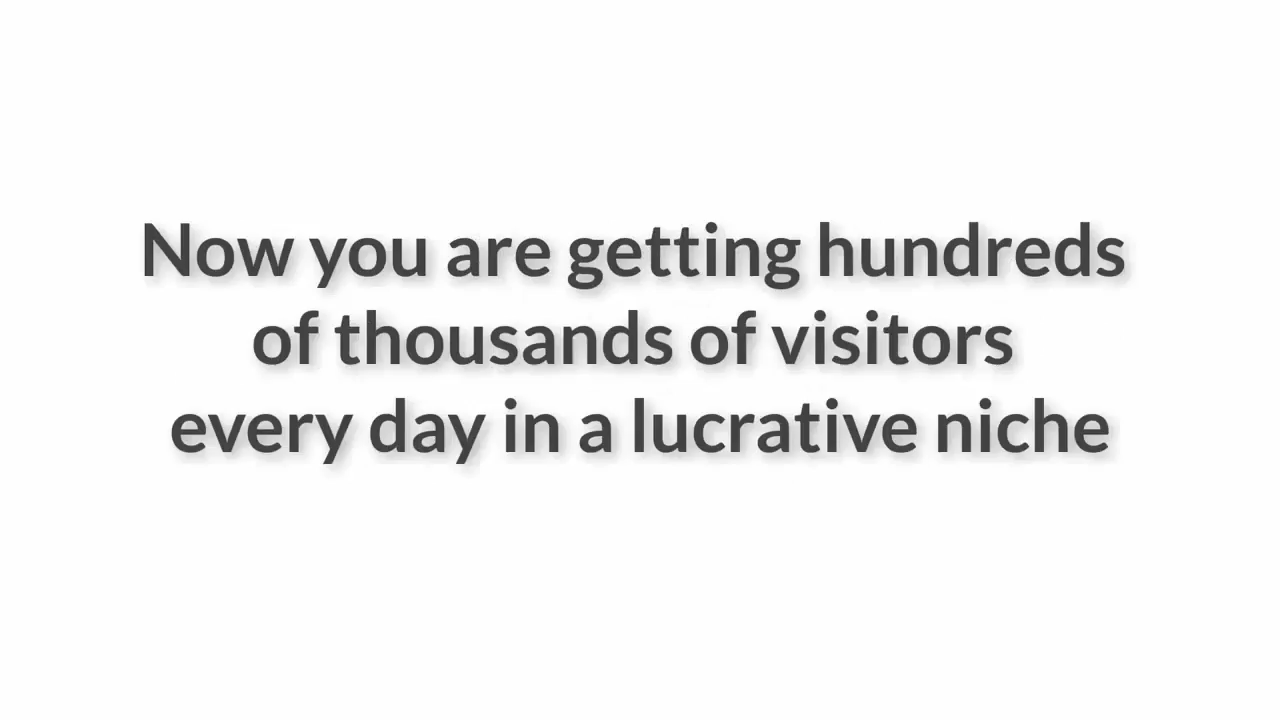 Now you are getting hundreds
of thousands of visitors
every day in a lucrative niche